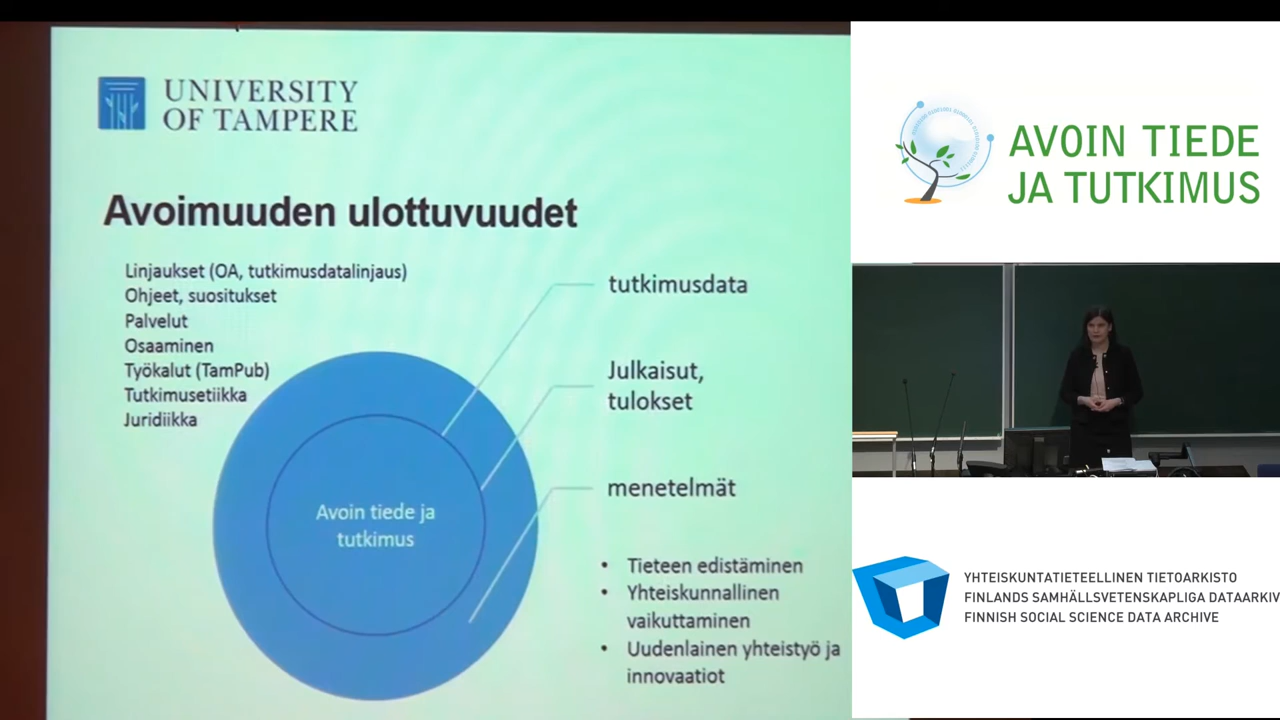 UNIVERSITY
OF TAMPERE
Avoimuuden ulottuvuudet
Linjaukset (OA, tutkimusdatalinjaus)
Ohjeet, suositukset
Palvelut
Osaaminen
Työkalut (TamPub)
Tutkimusetiikka
Juridiikka
Avoin tiede ja
tutkimus
tutkimusdata
Julkaisut,
tulokset
menetelmät
• Tieteen edistäminen
• Yhteiskunnallinen
vaikuttaminen
• Uudenlainen yhteistyö ja
innovaatiot
AVOIN TIEDE
JA TUTKIMUS
YHTEISKUNTATIETEELLINEN TIETOARKISTO
FINLANDS SAMHÄLLSVETENSKAPLIGA DATAARKIV
FINNISH SOCIAL SCIENCE DATA ARCHIVE